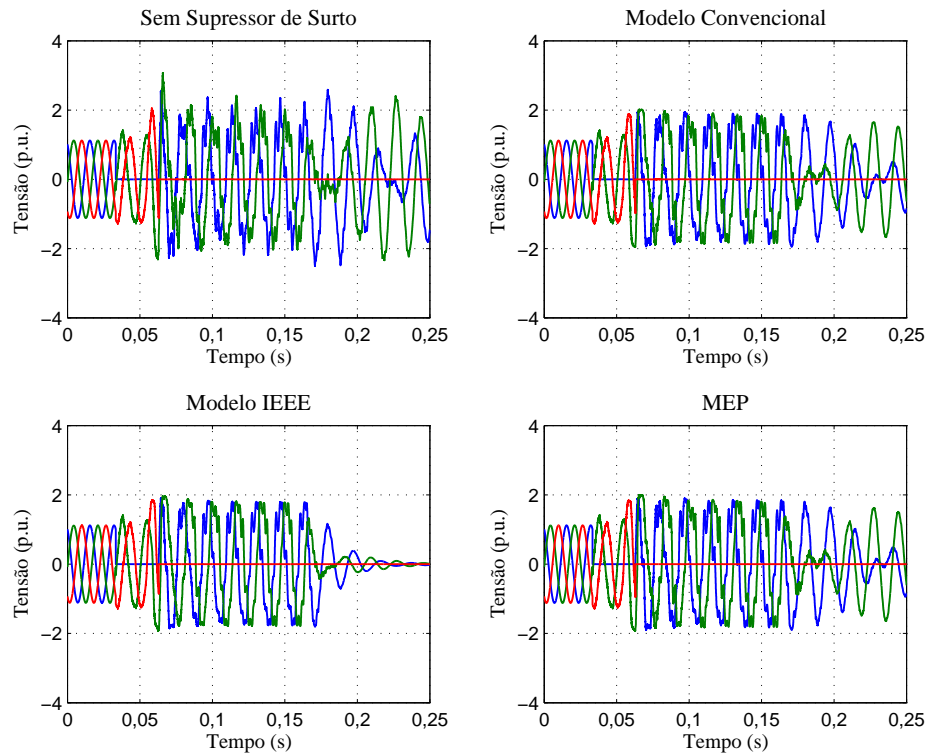 Sem Supressor de Surto
4
2
0
−2
−4
Tensão (p.u.)
0 0,05 0,1 0,15 0,2 0,25
Tempo (s)
Modelo Convencional
4
2
0
−2
−4
Tensão (p.u.)
0 0,05 0,1 0,15 0,2 0,25
Tempo (s)
Modelo IEEE
4
2
0
−2
−4
Tensão (p.u.)
0 0,05 0,1 0,15 0,2 0,25
Tempo (s)
MEP
4
2
0
−2
−4
Tensão (p.u.)
0 0,05 0,1 0,15 0,2 0,25
Tempo (s)